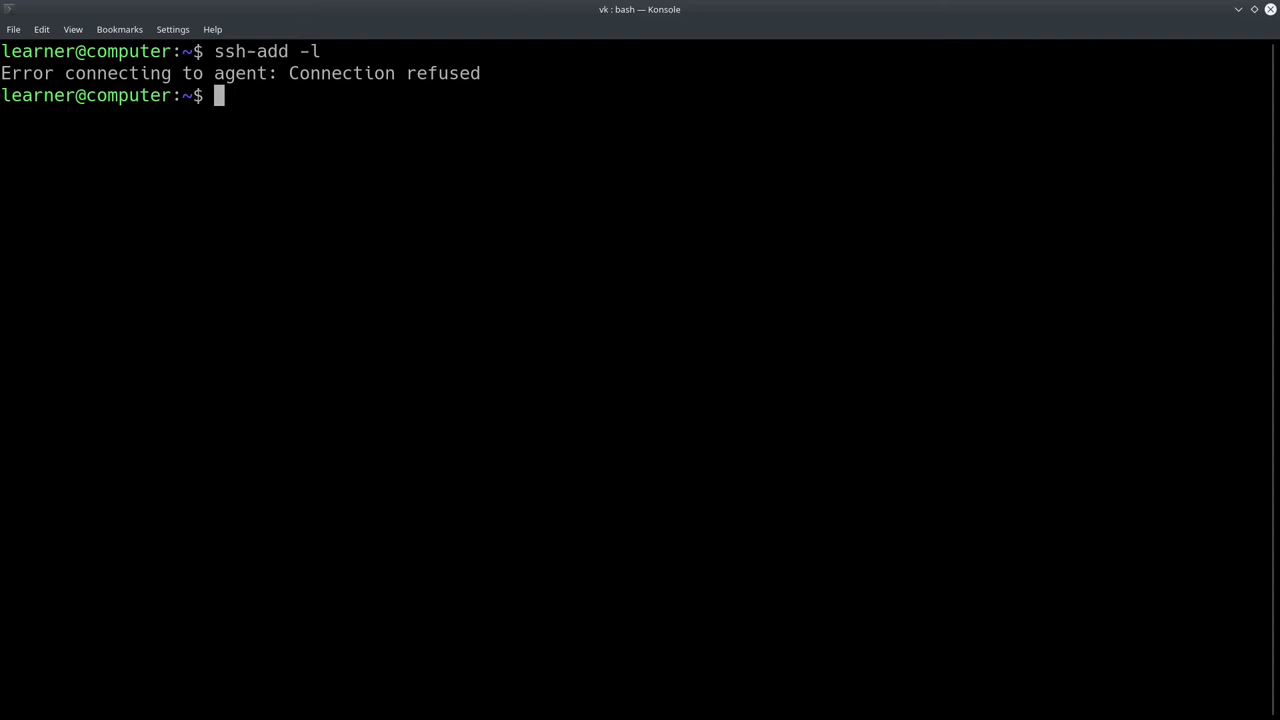 vk : bash — Konsole
File Edit View Bookmarks Settings Help
learner@computer:~$ ssh-add -l
Error connecting to agent: Connection refused
learner@computer:~$